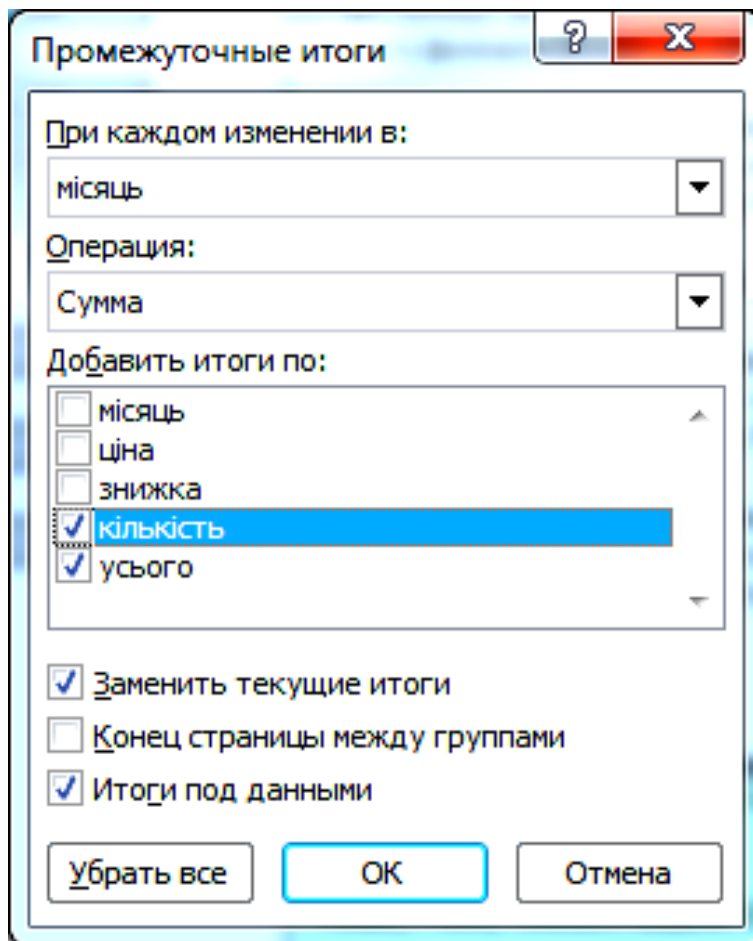 Промежуточные итоги
При каждом изменении в:
місяць
Операция:
Сумма
Добавить итоги по:
місяць
ціна
знижка
кількість
усього
Заменить текущие итоги
Конец страницы между группами
Итоги под данными
Убрать все
ОК
Отмена